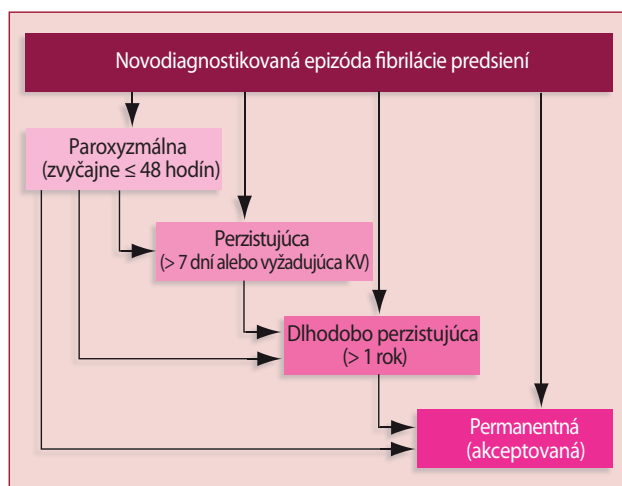 Novodiagnostikovaná epizóda fibrilácie predsiení
Paroxyzmálna
(zvyčajne ≤ 48 hodín)
Perzistujúca
(> 7 dní alebo vyžadujúca KV)
Dlhodobo perzistujúca
(> 1 rok)
Permanentná
(akceptovaná)